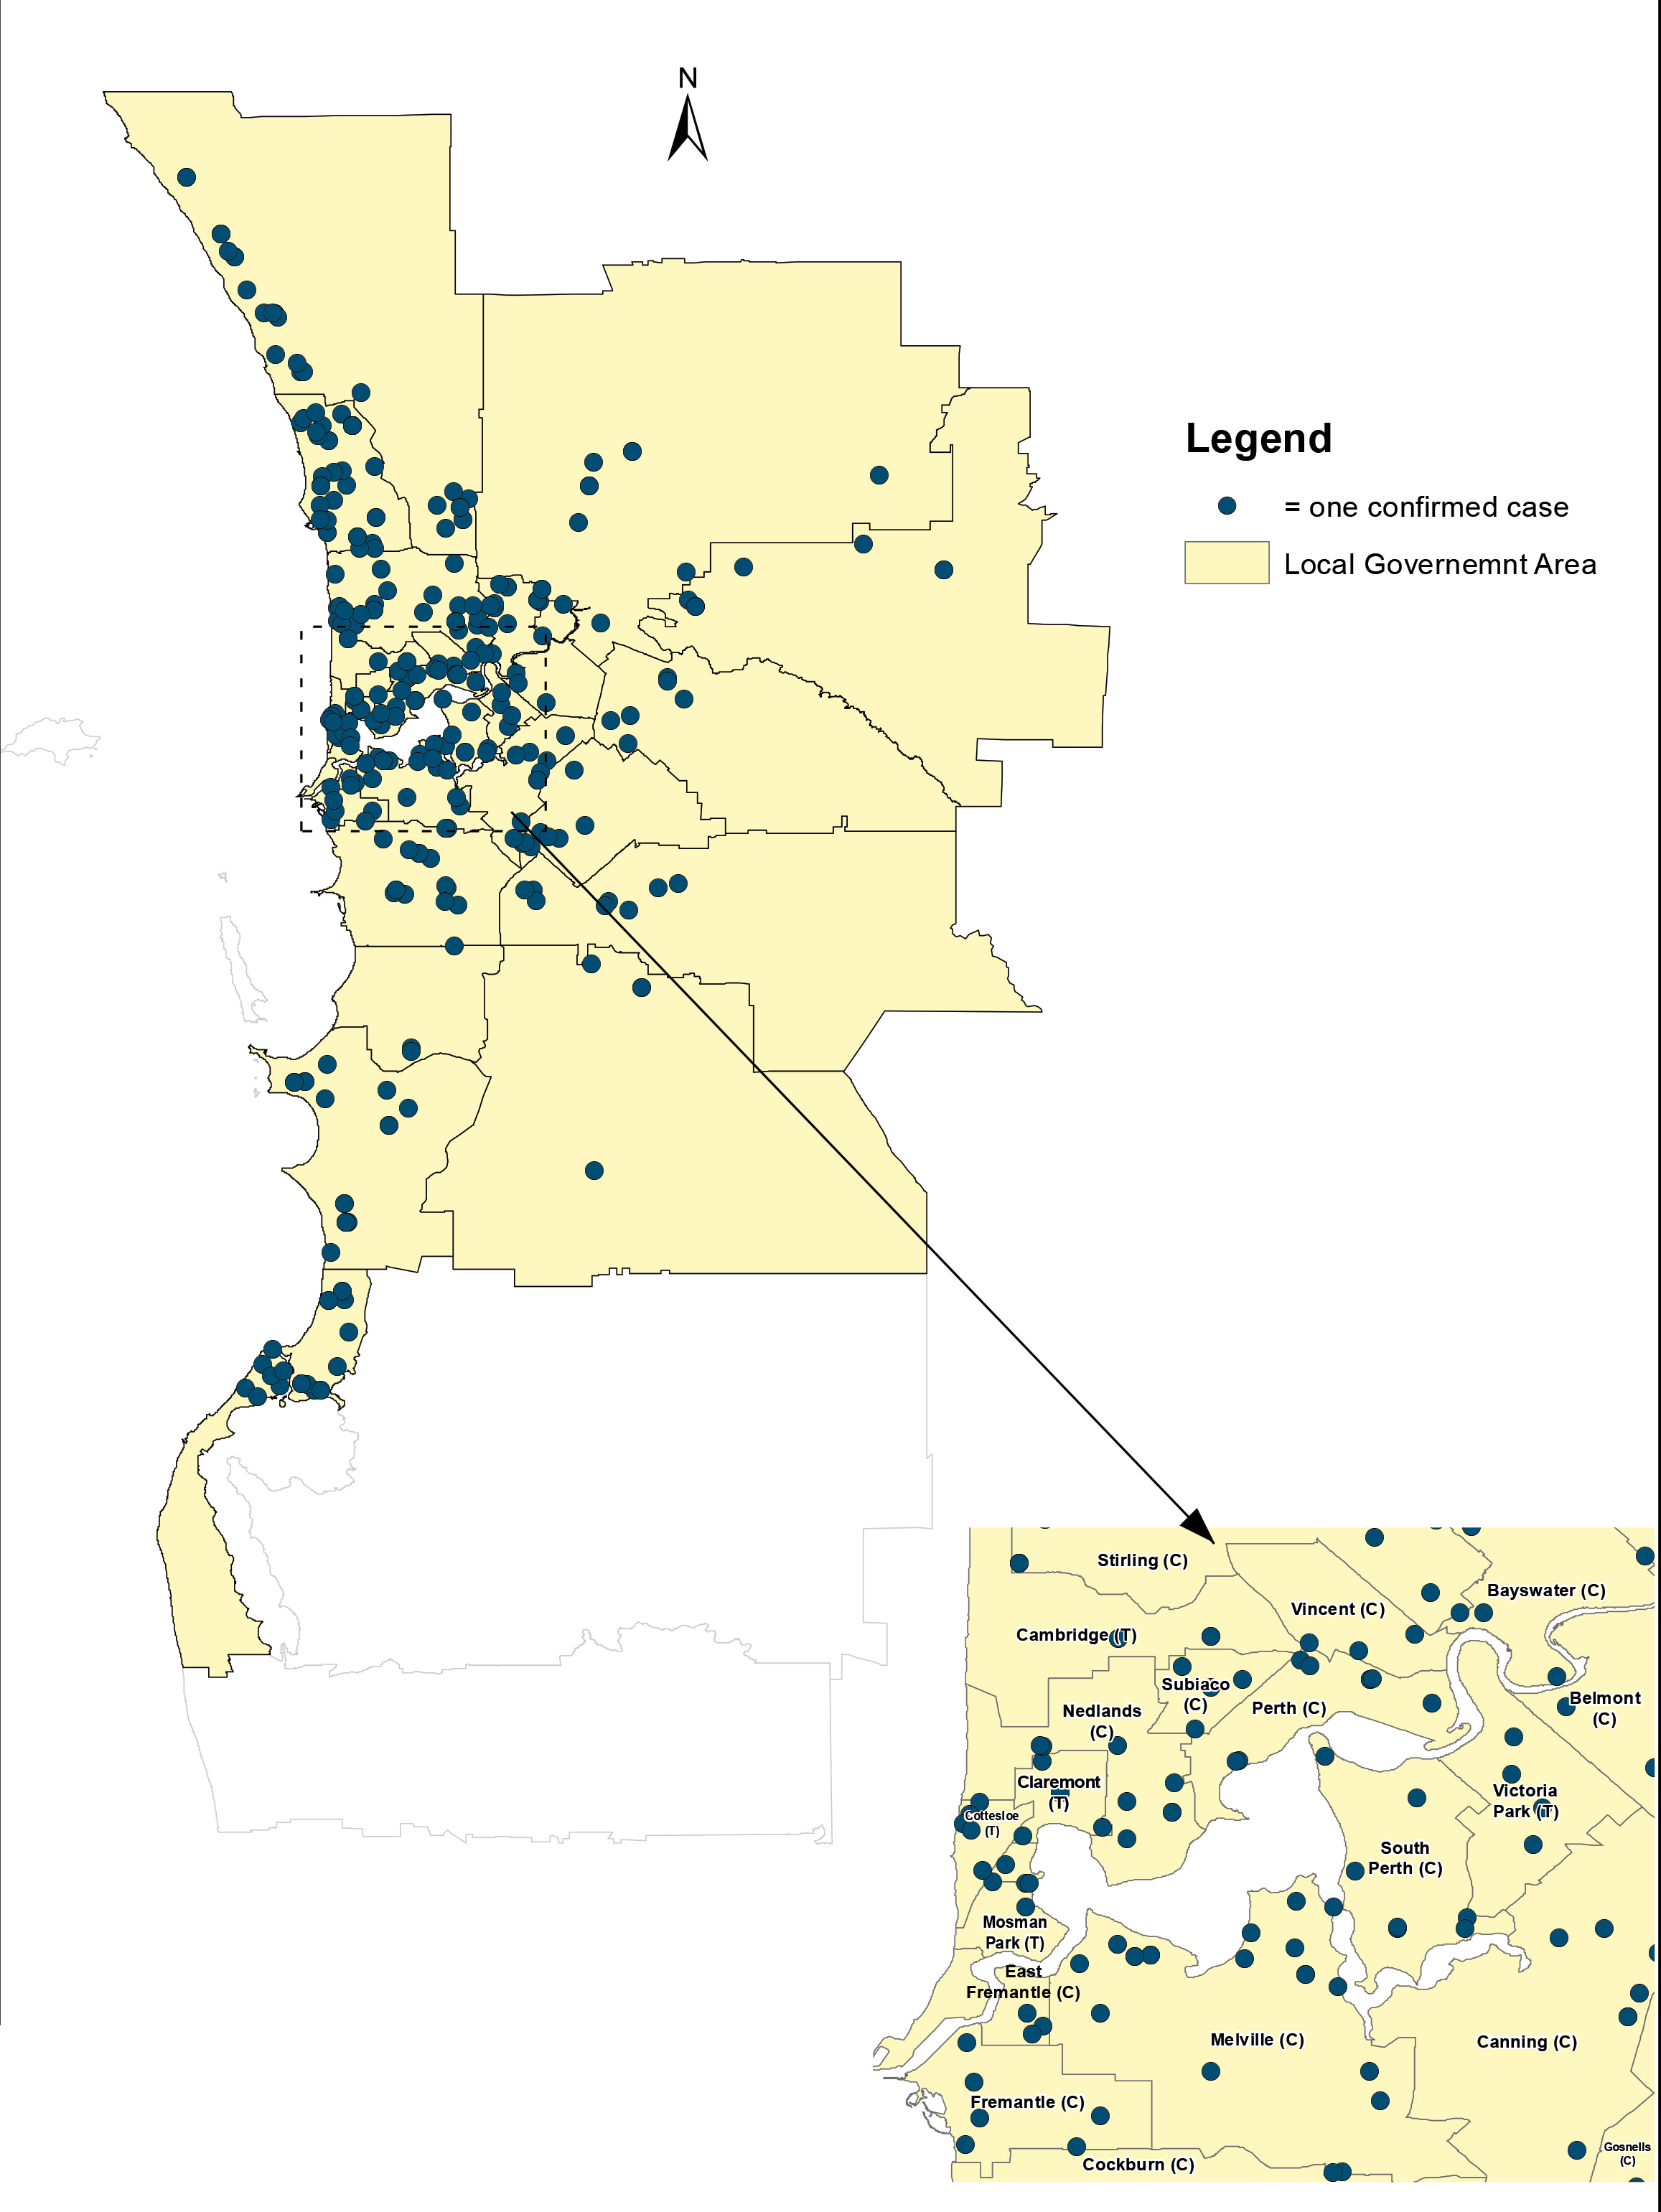 N
Legend
= one confirmed case
Local Governemnt Area
Stirling (C)
Bayswater (C)
Vincent (C)
Cambridge (T)
Subiaco
(C)
Belmont
(C)
Perth (C)
Nedlands
(C)
Claremont
(T)
Victoria
Park (T)
Cottesloe
(T)
South
Perth (C)
Mosman
Park (T)
East
Fremantle (C)
Melville (C)
Canning (C)
Fremantle (C)
Gosnells
(C)
Cockburn (C)